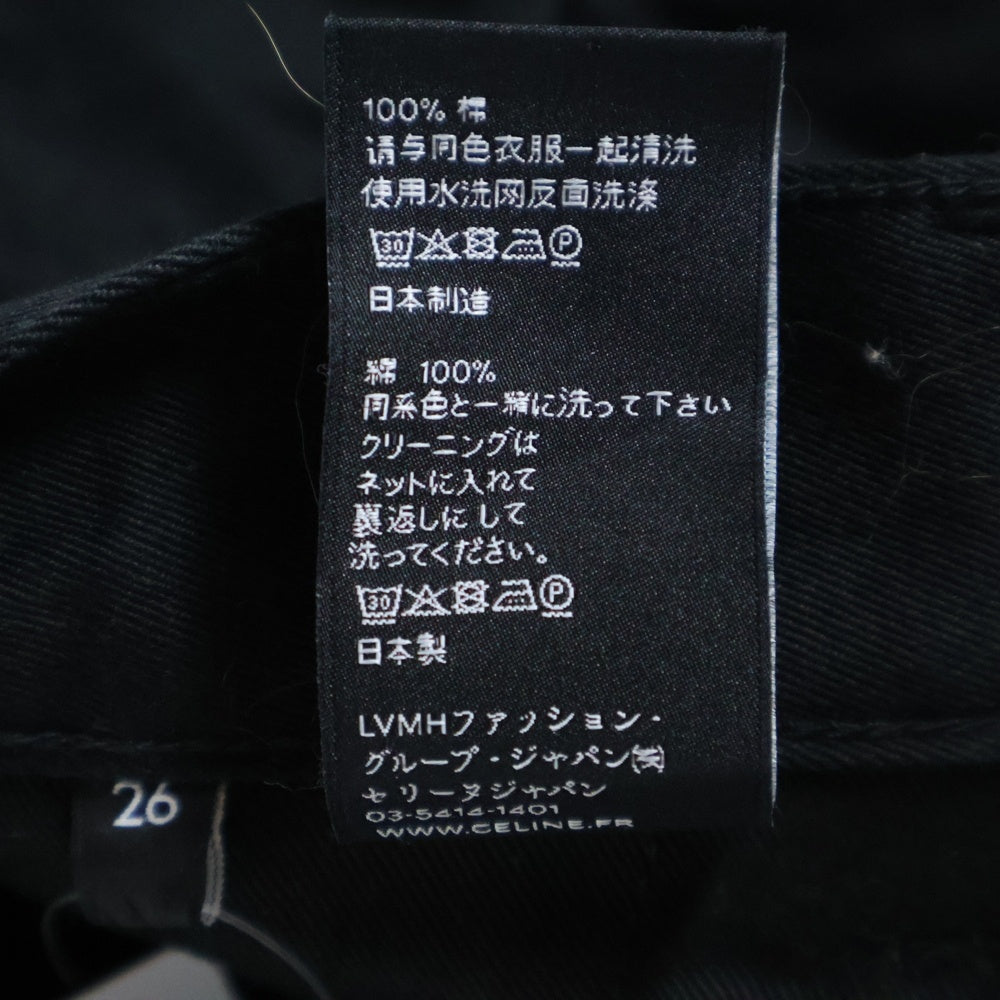 100% 棉
请与同色衣服一起清洗
使用水洗网反面洗涤
30 P
日本制造
綿 100%
同系色と一緒に洗って下さい
クリーニングは
ネットに入れて
裏返しにして
洗ってください。
30 P
日本製
LVMHファッション・
グループ・ジャパン㈱
セリーヌジャパン
03-5414-1401
WWW.CELINE.FR
26